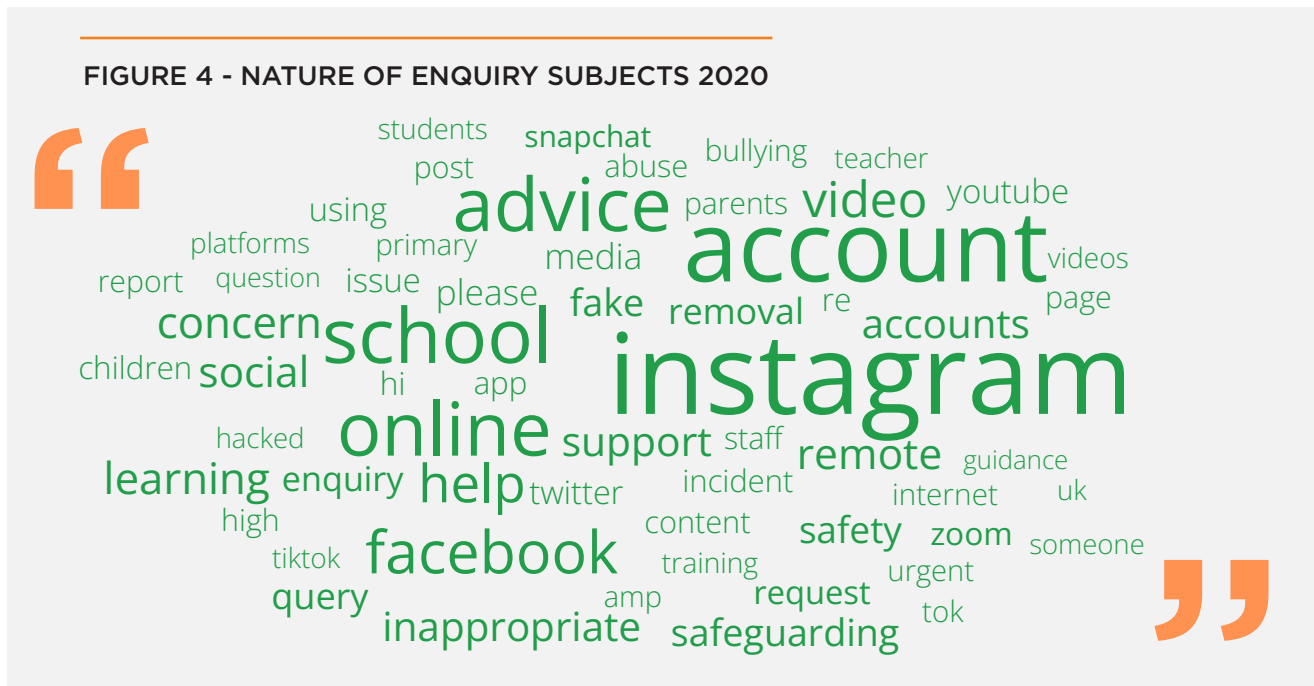 FIGURE 4 - NATURE OF ENQUIRY SUBJECTS 2020
“
students snapchat bullying teacher
post abuse
advice parents video youtube
using
platforms primary media account videos
report question issue please fake removal re page
concern school accounts
children social hi app instagram
online support staff remote guidance
hacked
learning enquiry help twitter incident internet uk
high content safety zoom someone
tiktok facebook training urgent
query amp request tok
inappropriate safeguarding
”